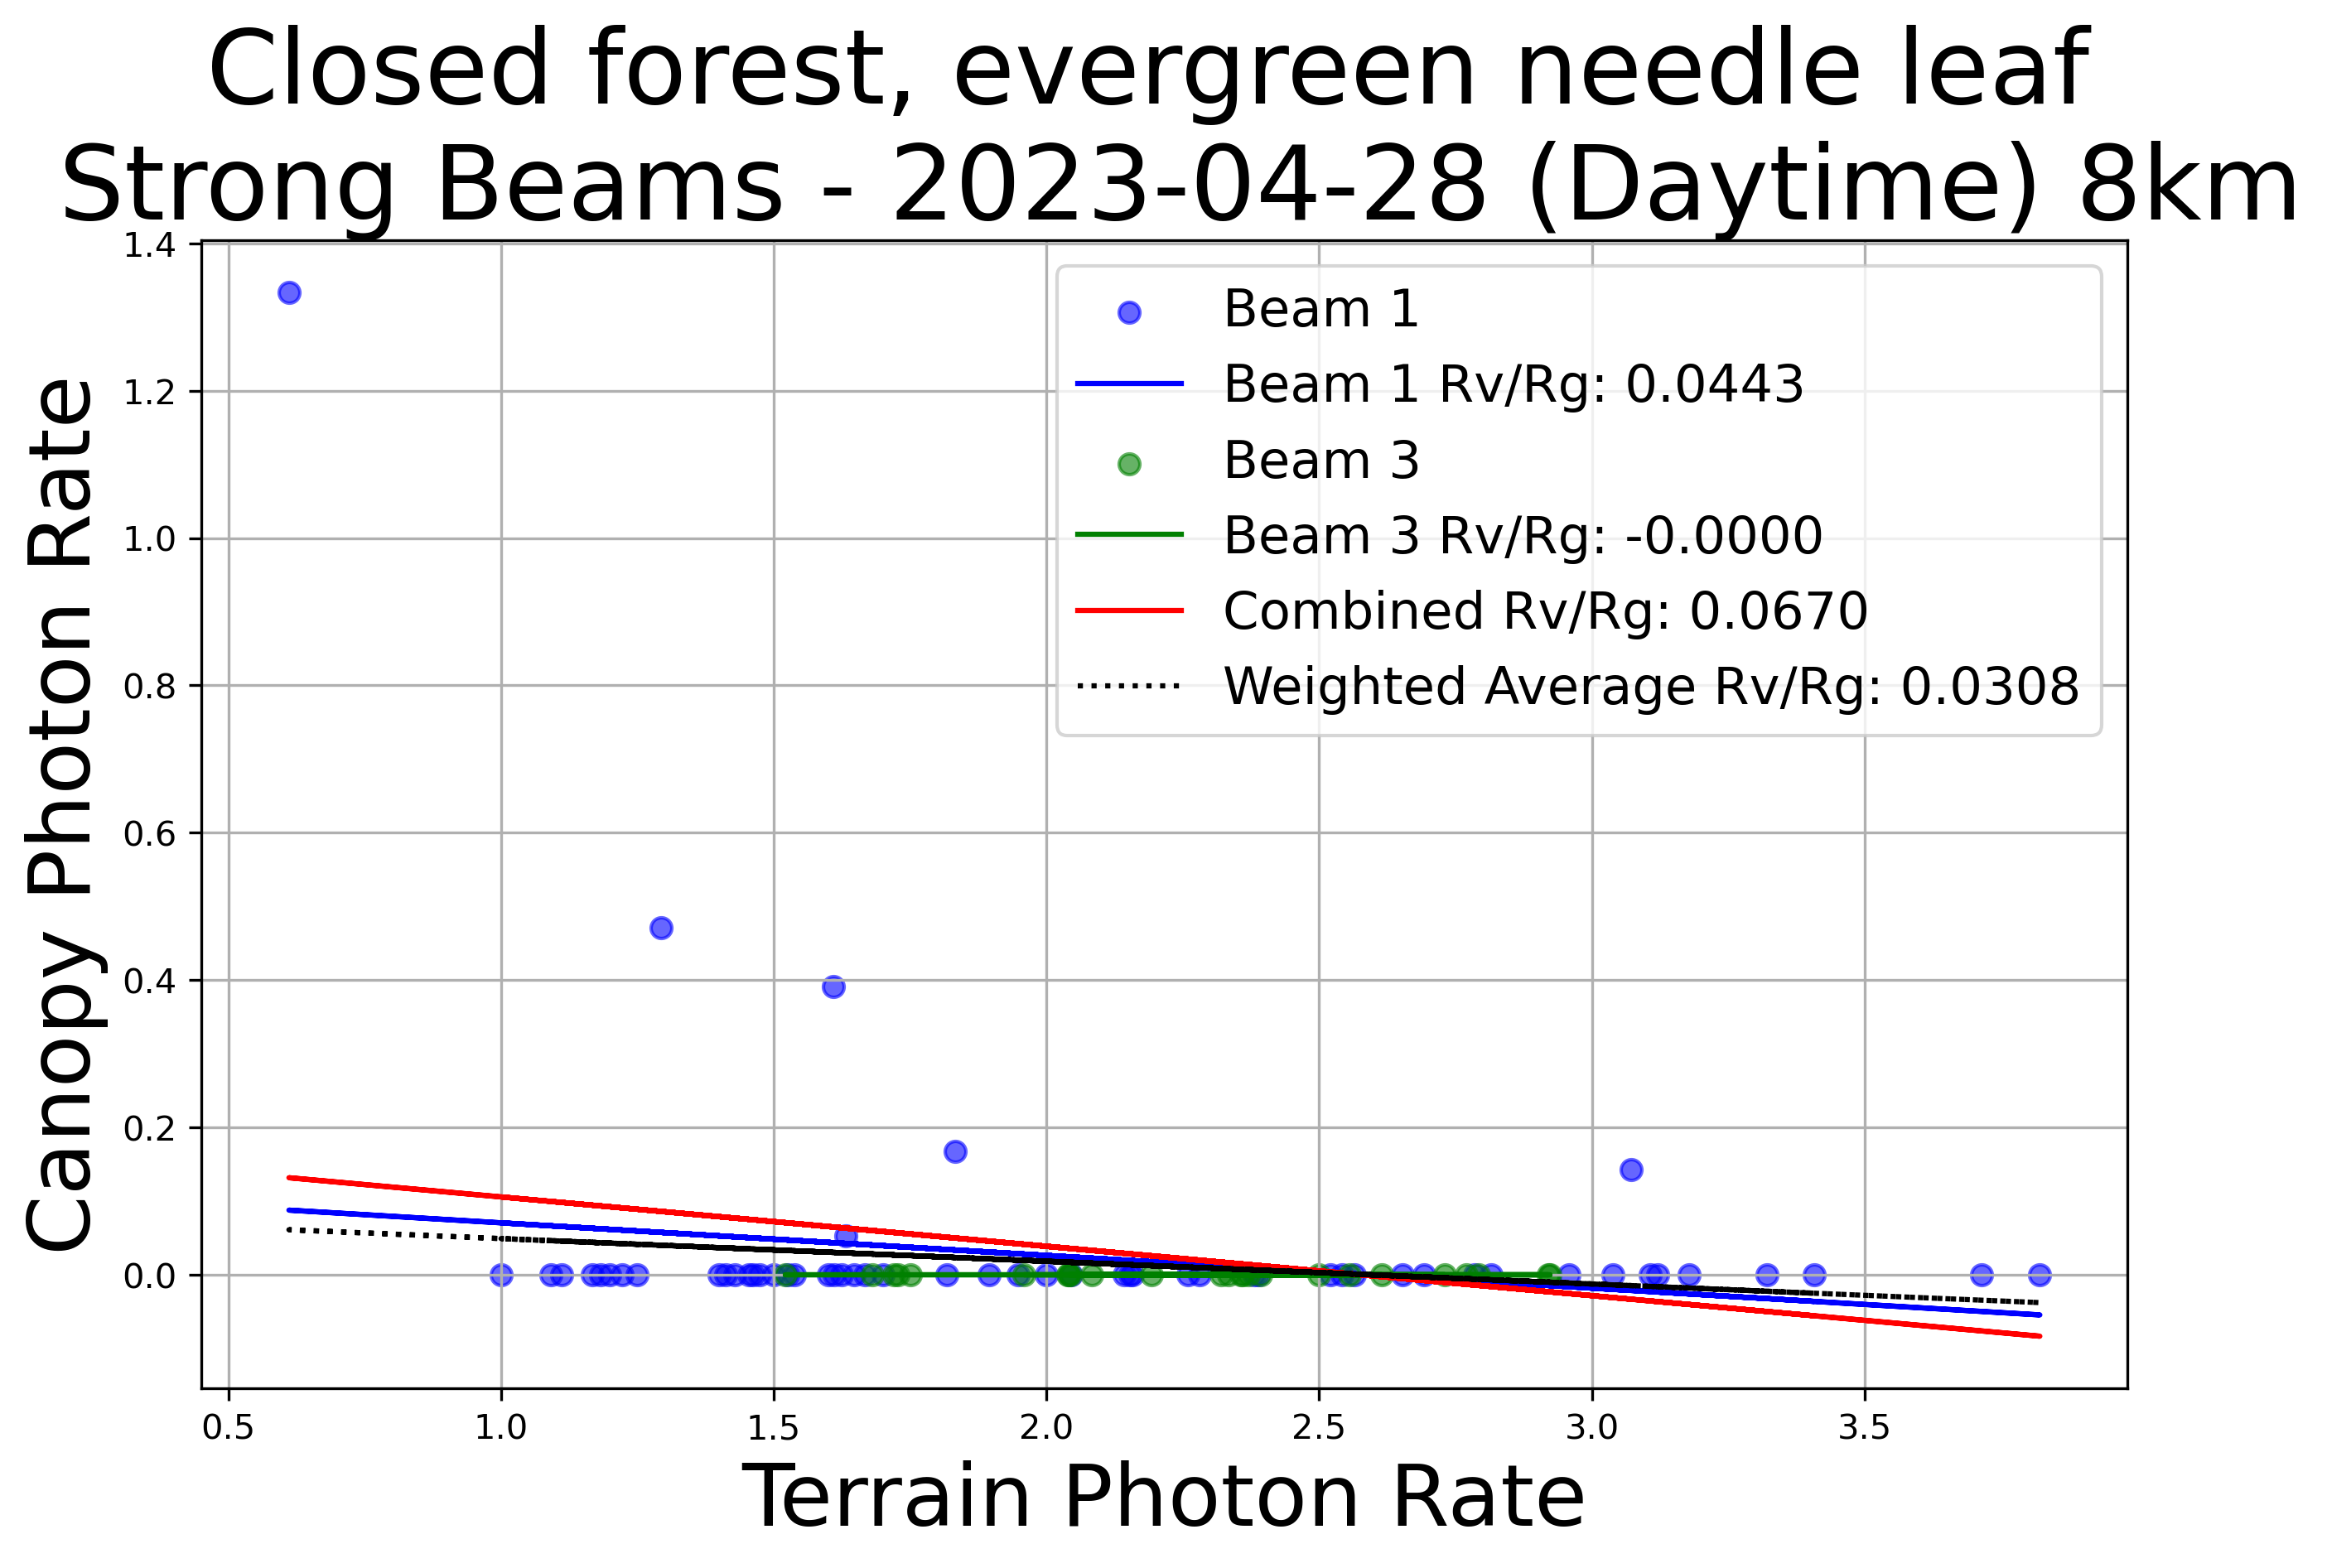 Closed forest, evergreen needle leaf
Strong Beams - 2023-04-28 (Daytime) 8km
Canopy Photon Rate
1.4
1.2
1.0
0.8
0.6
0.4
0.2
0.0
Beam 1
Beam 1 Rv/Rg: 0.0443
Beam 3
Beam 3 Rv/Rg: -0.0000
Combined Rv/Rg: 0.0670
Weighted Average Rv/Rg: 0.0308
0.5 1.0 1.5 2.0 2.5 3.0 3.5
Terrain Photon Rate